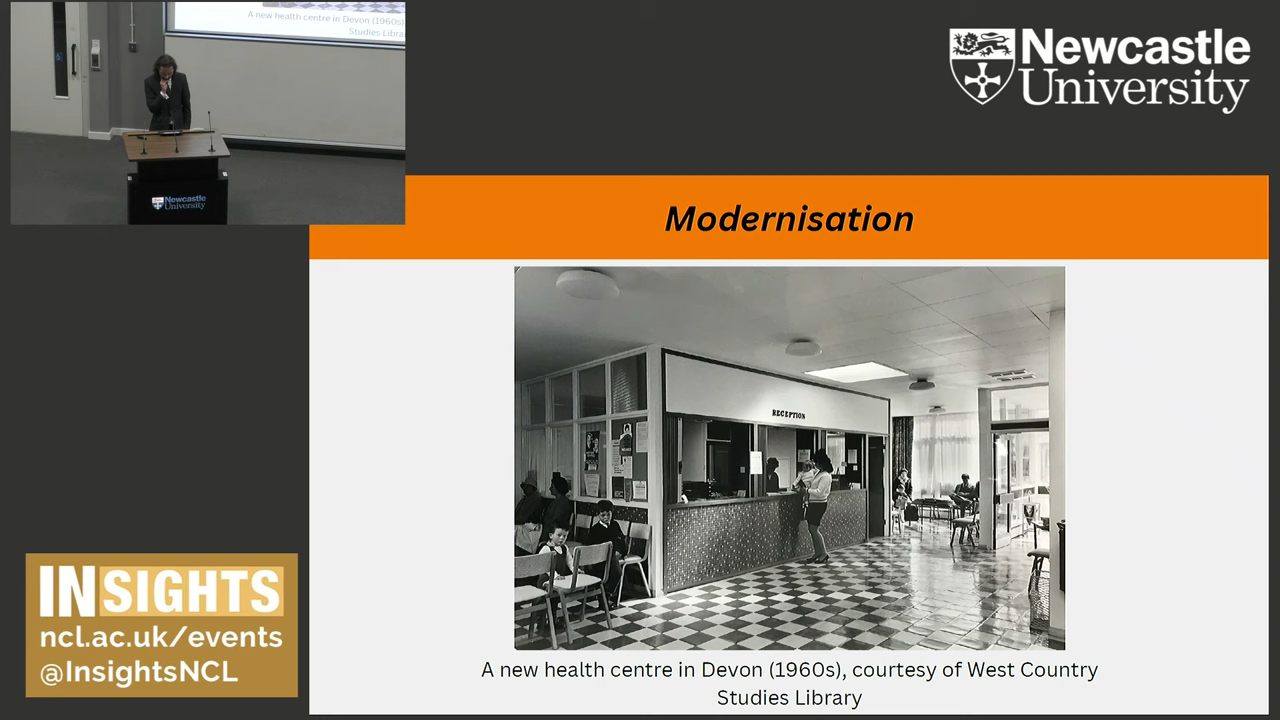 A new health centre in Devon (1960s)
Studies Libra
Newcastle
University
Newcastle
University
Modernisation
RECEPTION
A new health centre in Devon (1960s), courtesy of West Country
Studies Library
INSIGHTS
ncl.ac.uk/events
@InsightsNCL